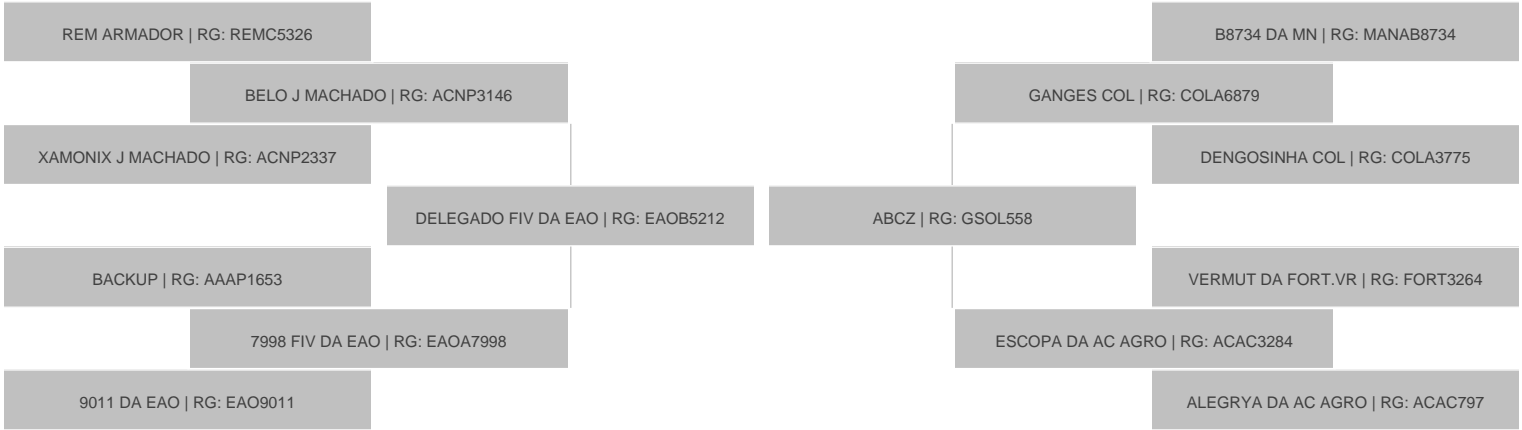 REM ARMADOR | RG: REMC5326
B8734 DA MN | RG: MANAB8734
BELO J MACHADO | RG: ACNP3146
GANGES COL | RG: COLA6879
XAMONIX J MACHADO | RG: ACNP2337
DENGOSINHA COL | RG: COLA3775
DELEGADO FIV DA EAO | RG: EAOB5212
ABCZ | RG: GSOL558
BACKUP | RG: AAAP1653
VERMUT DA FORT.VR | RG: FORT3264
7998 FIV DA EAO | RG: EAOA7998
ESCOPA DA AC AGRO | RG: ACAC3284
9011 DA EAO | RG: EAO9011
ALEGRYA DA AC AGRO | RG: ACAC797